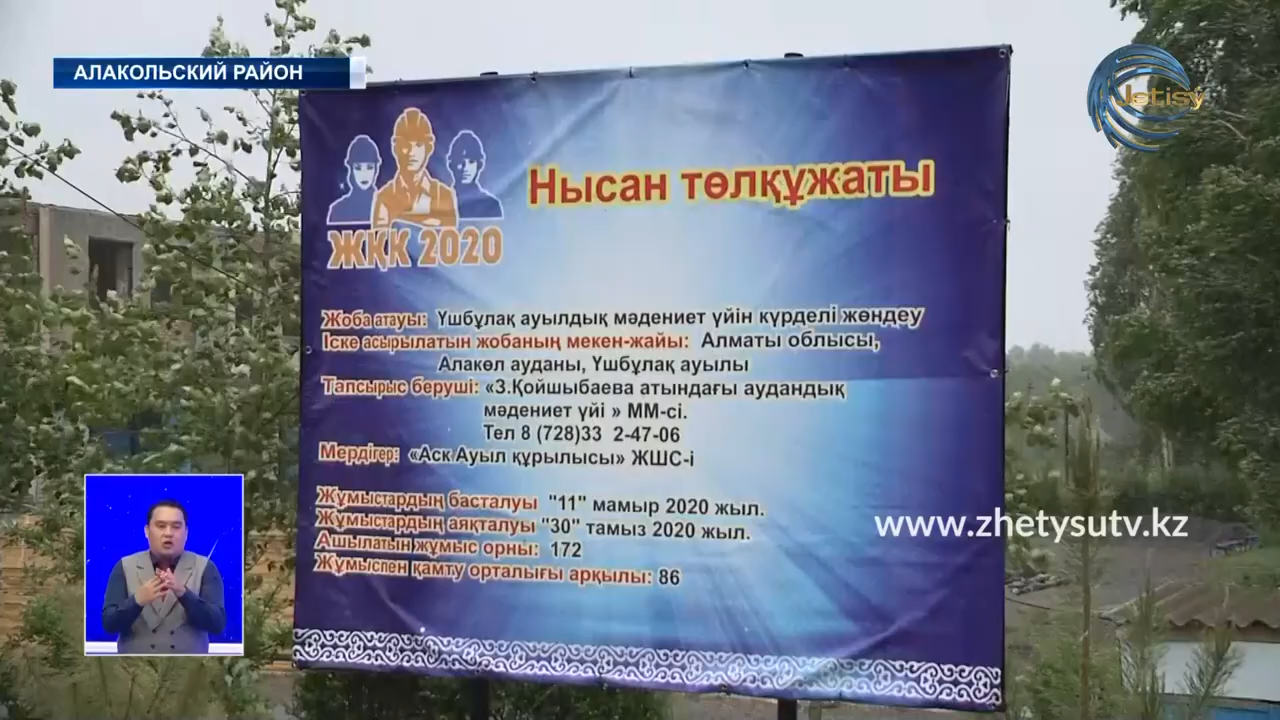 АЛАКОЛЬСКИЙ РАЙОН
Jetisý
Нысан төлқұжаты
ЖҚК 2020
Жоба атауы: Үшбұлақ ауылдық мәдениет үйін күрделі жөндеу
Іске асырылатын жобаның мекен-жайы: Алматы облысы,
Алакөл ауданы, Үшбұлақ ауылы
Тапсырыс беруші: «З.Қойшыбаева атындағы аудандық
мәдениет үйі » ММ-сі.
Тел 8 (728)33 2-47-06
Мердігер: «Аск Ауыл құрылысы» ЖШС-і
Жұмыстардың басталуы "11" мамыр 2020 жыл.
Жұмыстардың аяқталуы "30" тамыз 2020 жыл.
Ашылатын жұмыс орны: 172
Жұмыспен қамту орталығы арқылы: 86
www.zhetysutv.kz